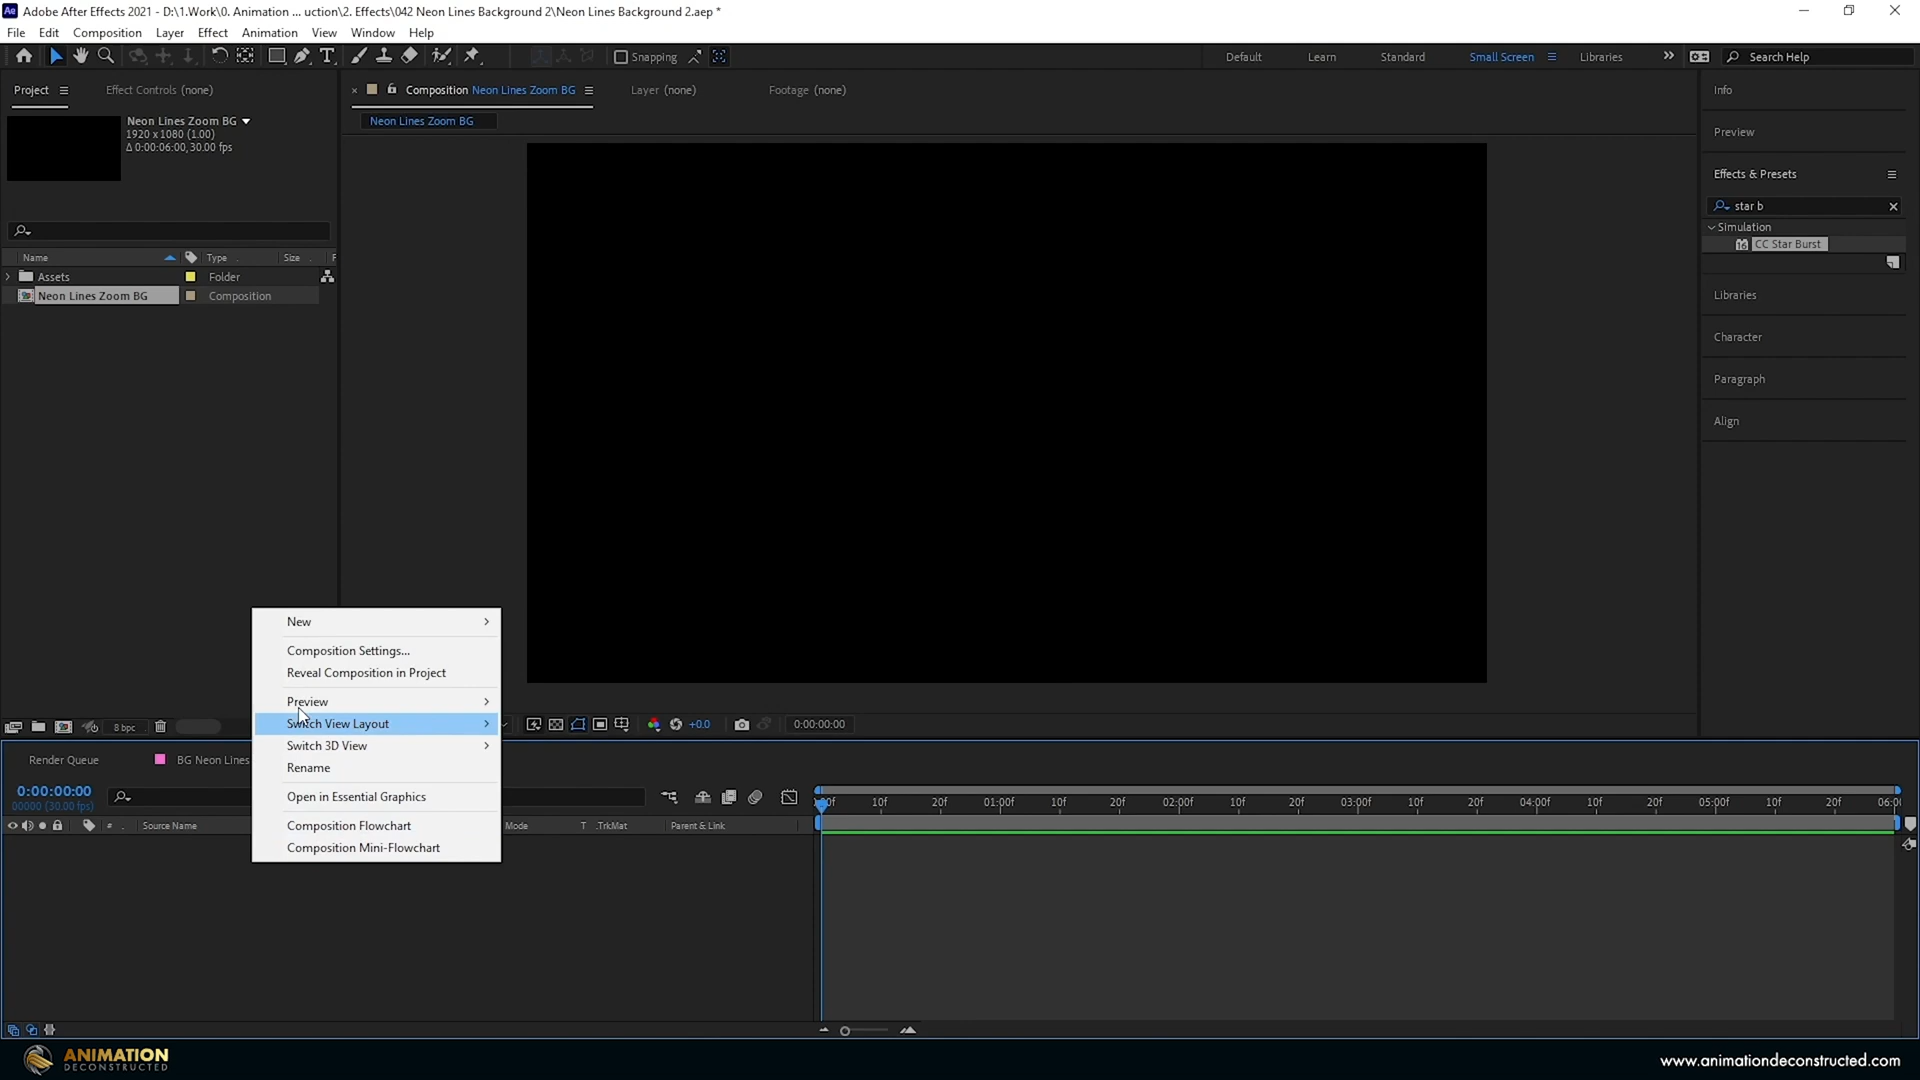 Adobe After Effects 2021 - D:\1.Work\0. Animation ... uction\2. Effects\042 Neon Lines Background 2\Neon Lines Background 2.aep *
File Edit Composition Layer Effect Animation View Window Help
Snapping Default Learn Standard Small Screen Libraries Search Help
Project Effect Controls (none)
Composition Neon Lines Zoom BG Layer (none) Footage (none)
Neon Lines Zoom BG
Neon Lines Zoom BG
1920 x 1080 (1.00)
Δ 0:00:06:00, 30.00 fps
Name Type Size F
Assets Folder
Neon Lines Zoom BG Composition
Info
Preview
Effects & Presets
star b
Simulation
CC Star Burst
Libraries
Character
Paragraph
Align
New
Composition Settings...
Reveal Composition in Project
Preview
Switch View Layout
Switch 3D View
Rename
Open in Essential Graphics
Composition Flowchart
Composition Mini-Flowchart
8 bpc
+0.0 0:00:00:00
Render Queue BG Neon Lines
0:00:00:00
00000 (30.00 fps)
# Source Name Mode T .TrkMat Parent & Link
10f 20f 01:00f 10f 20f 02:00f 10f 20f 03:00f 10f 20f 04:00f 10f 20f 05:00f 10f 20f 06:0
ANIMATION
DECONSTRUCTED
www.animationdeconstructed.com